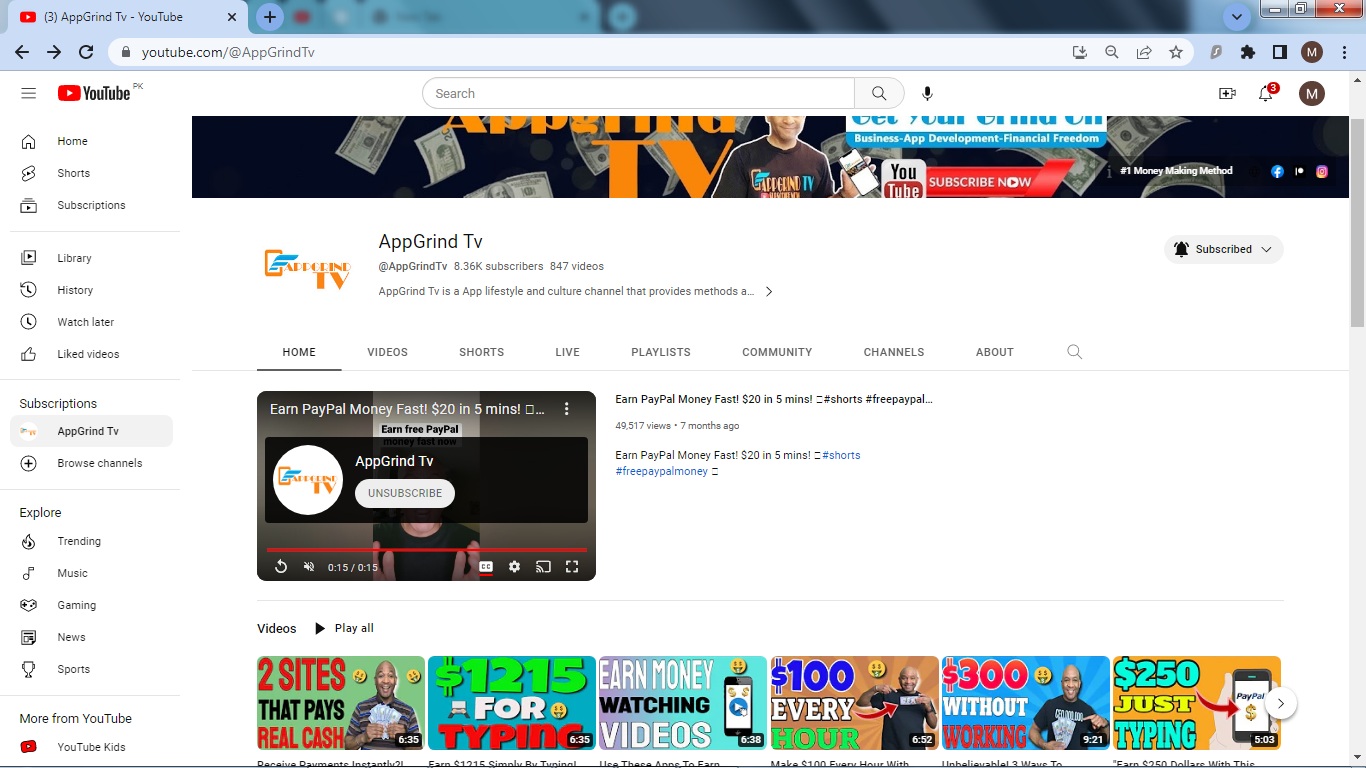 (3) AppGrind Tv - YouTube
youtube.com/@AppGrindTv
M
YouTube PK
Search
3
M
Home
Shorts
Subscriptions
Library
History
Watch later
Liked videos
Subscriptions
AppGrind Tv
Browse channels
Explore
Trending
Music
Gaming
News
Sports
More from YouTube
YouTube Kids
Appgrind
TV
Get Your Grind On
Business-App Development-Financial Freedom
APPGRIND TV
You
Tube
SUBSCRIBE NOW
#1 Money Making Method
APPGRIND
TV
AppGrind Tv
@AppGrindTv 8.36K subscribers 847 videos
AppGrind Tv is a App lifestyle and culture channel that provides methods a...
Subscribed
HOME VIDEOS SHORTS LIVE PLAYLISTS COMMUNITY CHANNELS ABOUT
Earn PayPal Money Fast! $20 in 5 mins! ...
Earn free PayPal
money fast now
APPGRIND
TV
AppGrind Tv
UNSUBSCRIBE
0:15 / 0:15
CC
Earn PayPal Money Fast! $20 in 5 mins! #shorts #freepaypal...
49,517 views • 7 months ago
Earn PayPal Money Fast! $20 in 5 mins! #shorts
#freepaypalmoney
Videos Play all
2 SITES
THAT PAYS
REAL CASH
6:35
$1215
FOR
TYPING
6:35
EARN MONEY
WATCHING
VIDEOS
6:38
$100
EVERY
HOUR
6:52
$300
WITHOUT
WORKING
9:21
$250
JUST
TYPING
PayPal
$
5:03
Receive Payments Instantly?!
Earn $1215 Simply By Typing!
Use These Apps To Earn
Make $100 Every Hour With
Unbelievable! 3 Ways To
"Earn $250 Dollars With This